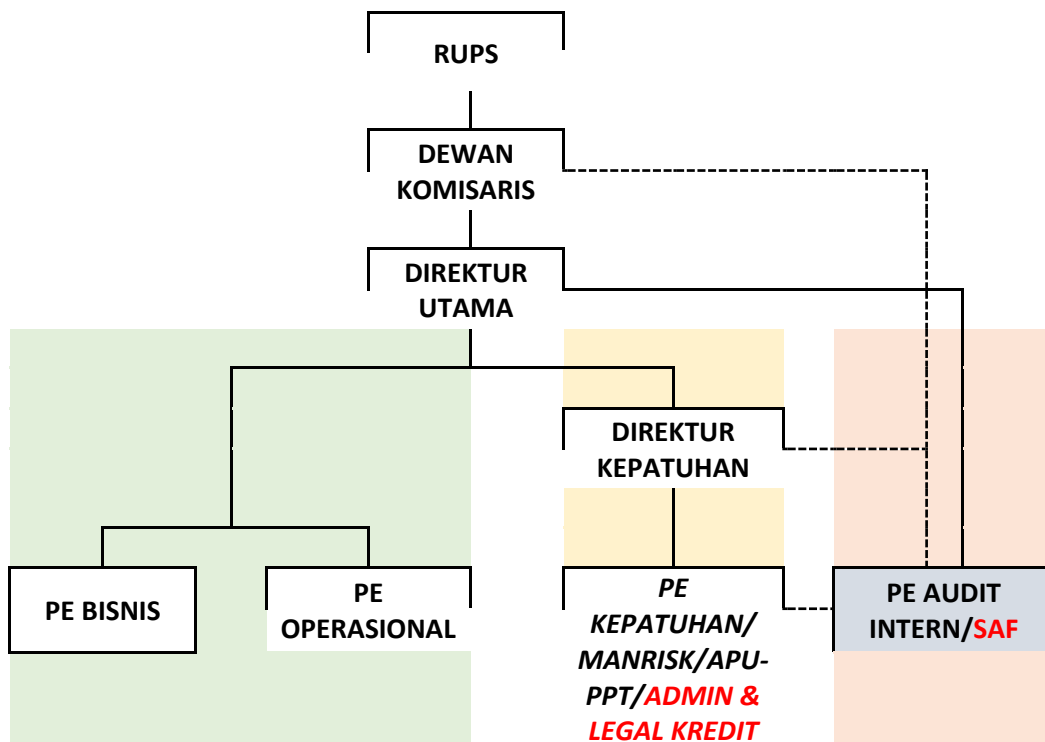 RUPS
DEWAN
KOMISARIS
DIREKTUR
UTAMA
DIREKTUR
KEPATUHAN
PE BISNIS
PE
OPERASIONAL
PE
KEPATUHAN/
MANRISK/APU-
PPT/ADMIN &
LEGAL KREDIT
PE AUDIT
INTERN/SAF